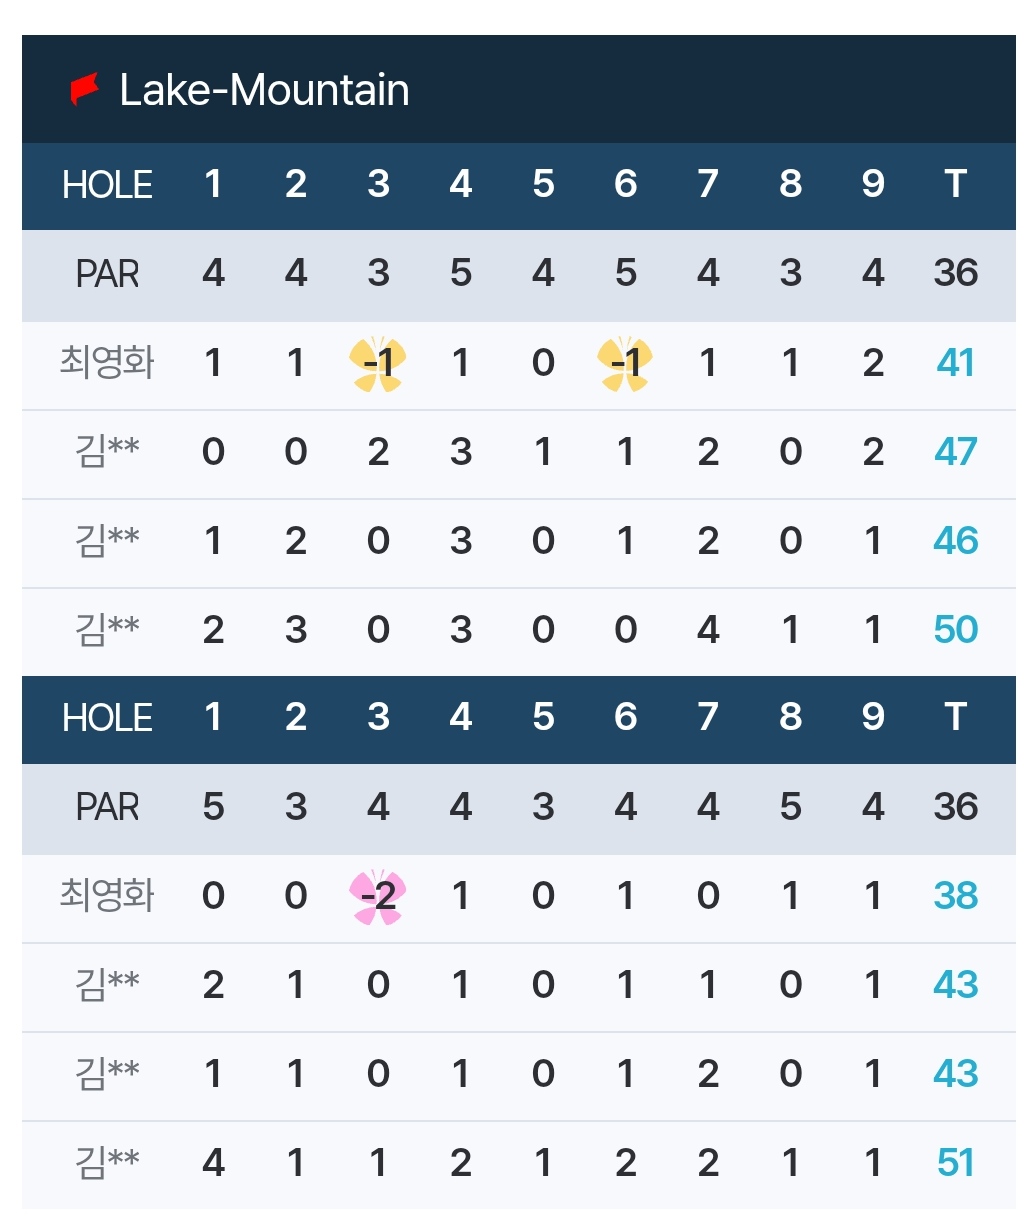 Lake-Mountain
HOLE 1 2 3 4 5 6 7 8 9 T
PAR 4 4 3 5 4 5 4 3 4 36
최영화 1 1 -1 1 0 -1 1 1 2 41
김** 0 0 2 3 1 1 2 0 2 47
김** 1 2 0 3 0 1 2 0 1 46
김** 2 3 0 3 0 0 4 1 1 50
HOLE 1 2 3 4 5 6 7 8 9 T
PAR 5 3 4 4 3 4 4 5 4 36
최영화 0 0 -2 1 0 1 0 1 1 38
김** 2 1 0 1 0 1 1 0 1 43
김** 1 1 0 1 0 1 2 0 1 43
김** 4 1 1 2 1 2 2 1 1 51